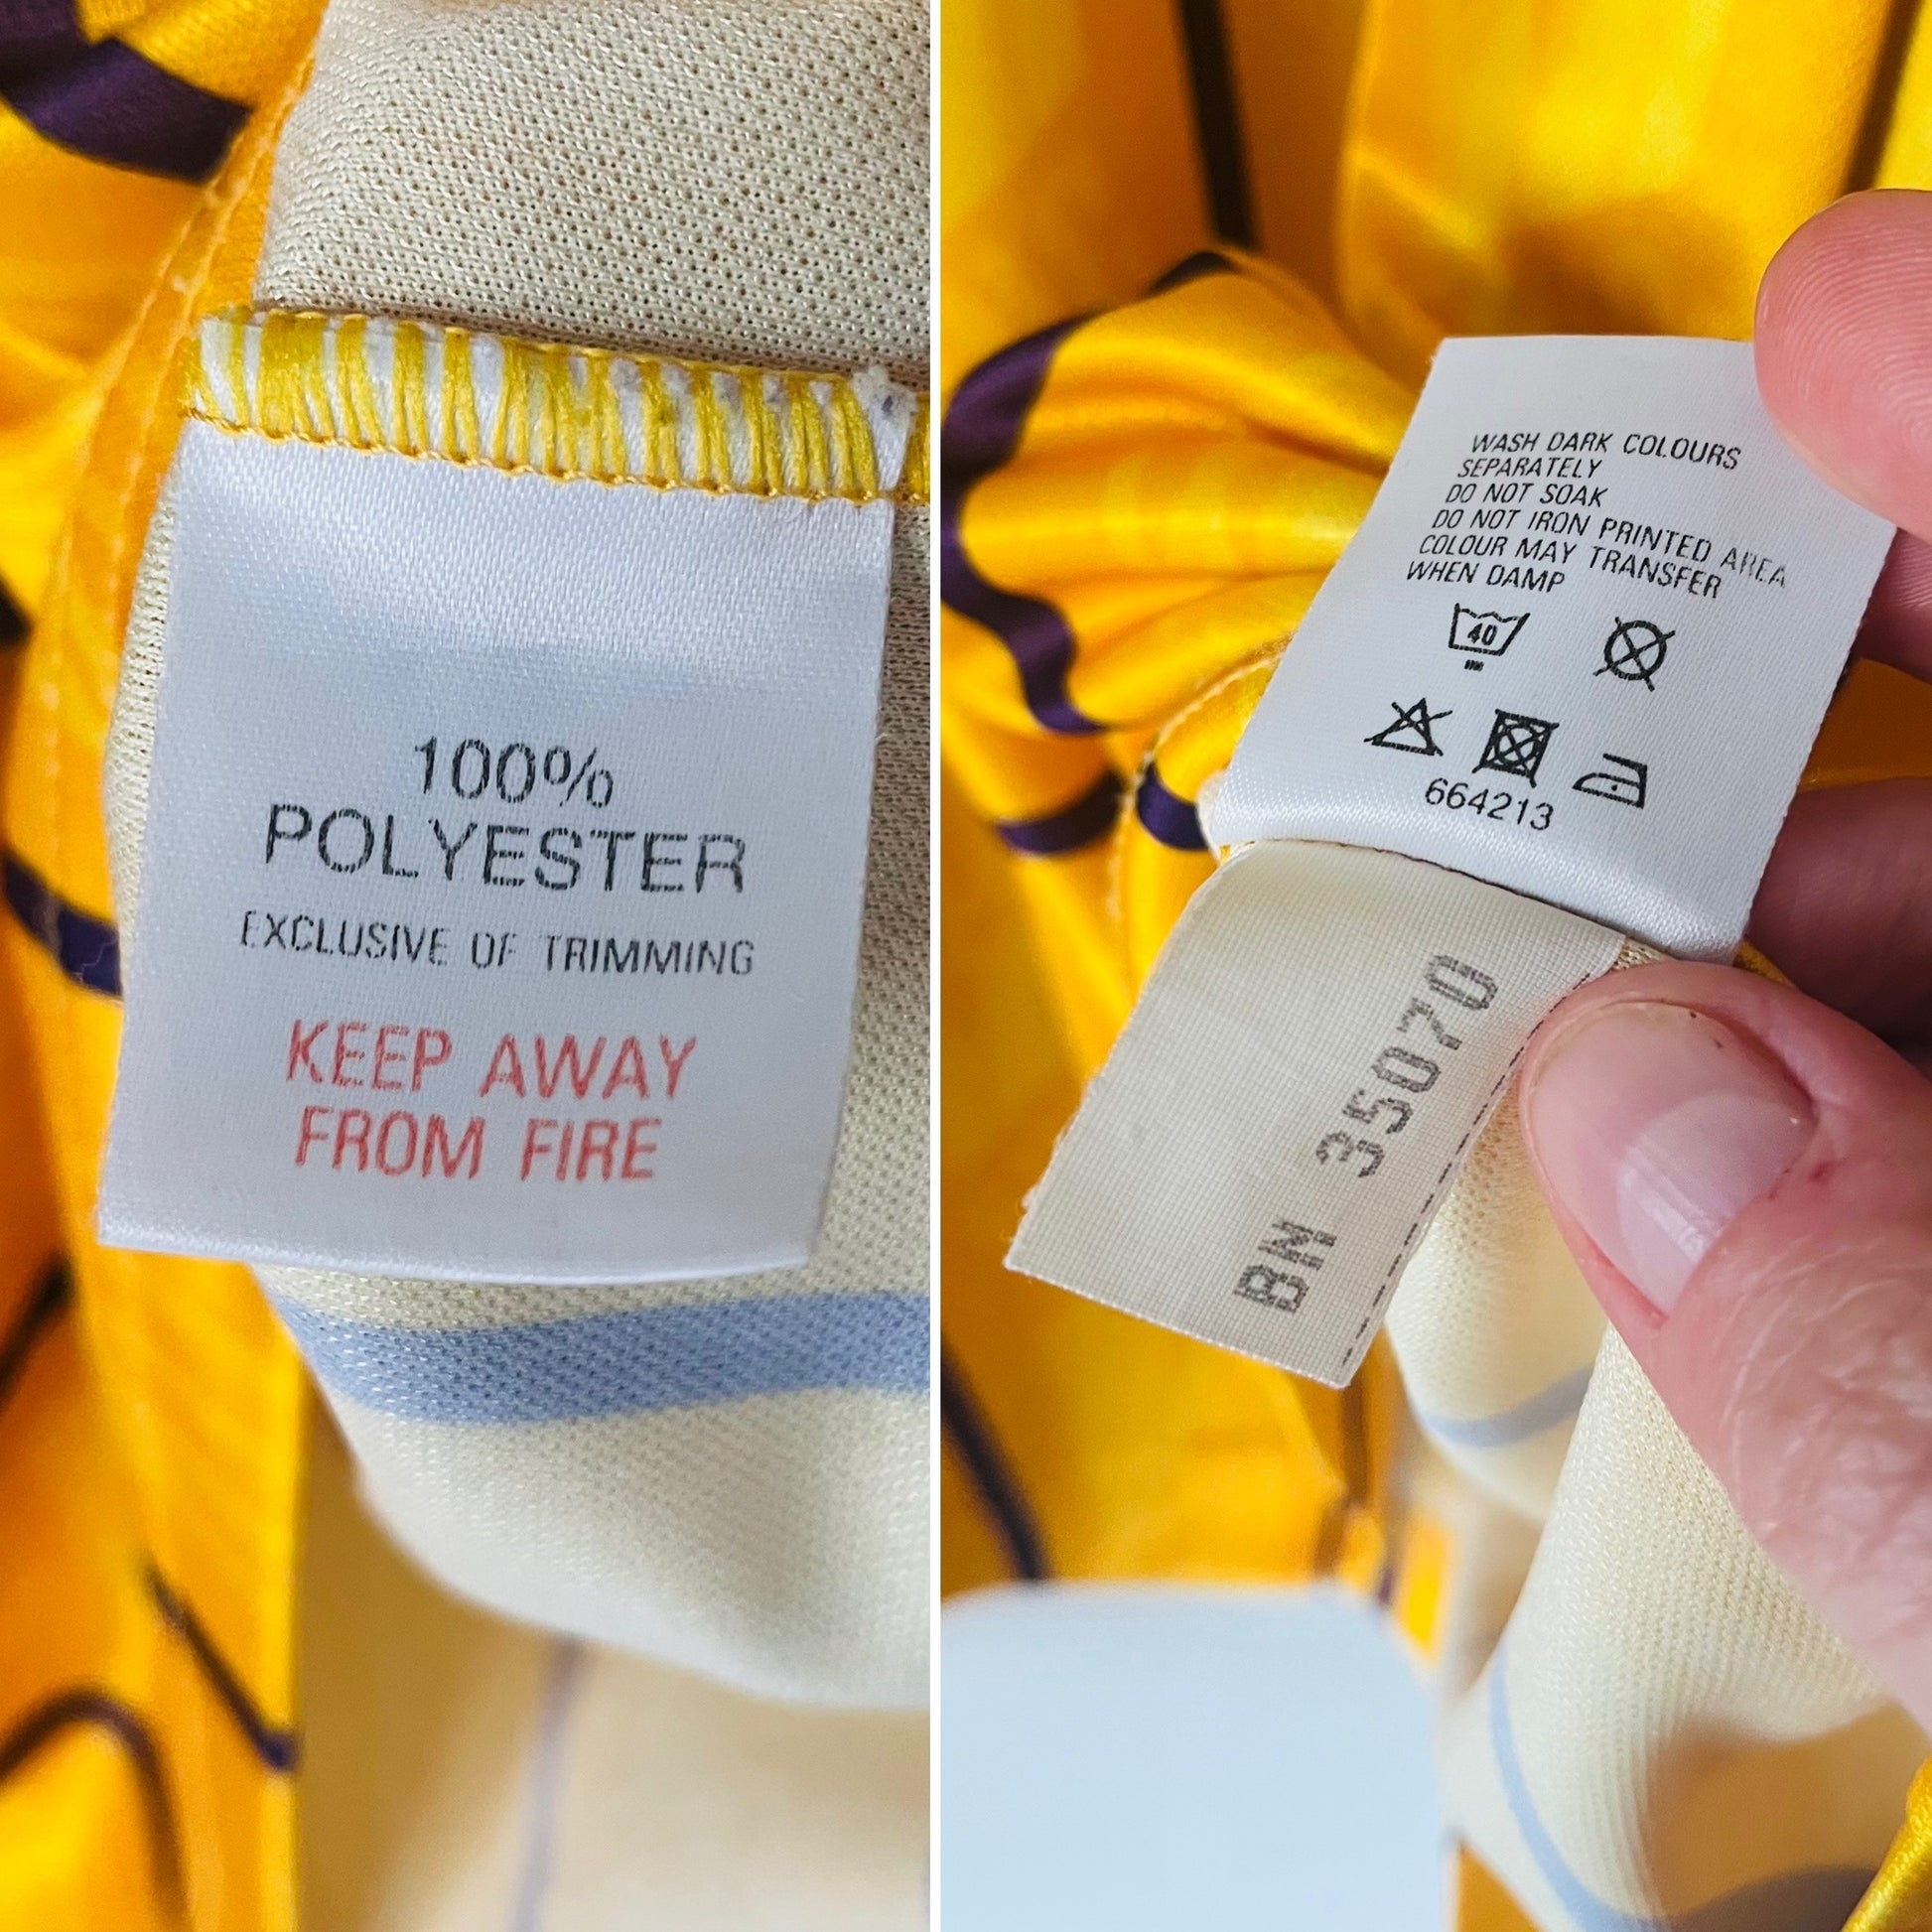 100%
POLYESTER
EXCLUSIVE OF TRIMMING
KEEP AWAY
FROM FIRE
WASH DARK COLOURS
SEPARATELY
DO NOT SOAK
DO NOT IRON PRINTED AREA
COLOUR MAY TRANSFER
WHEN DAMP
40
664213
BN 35070